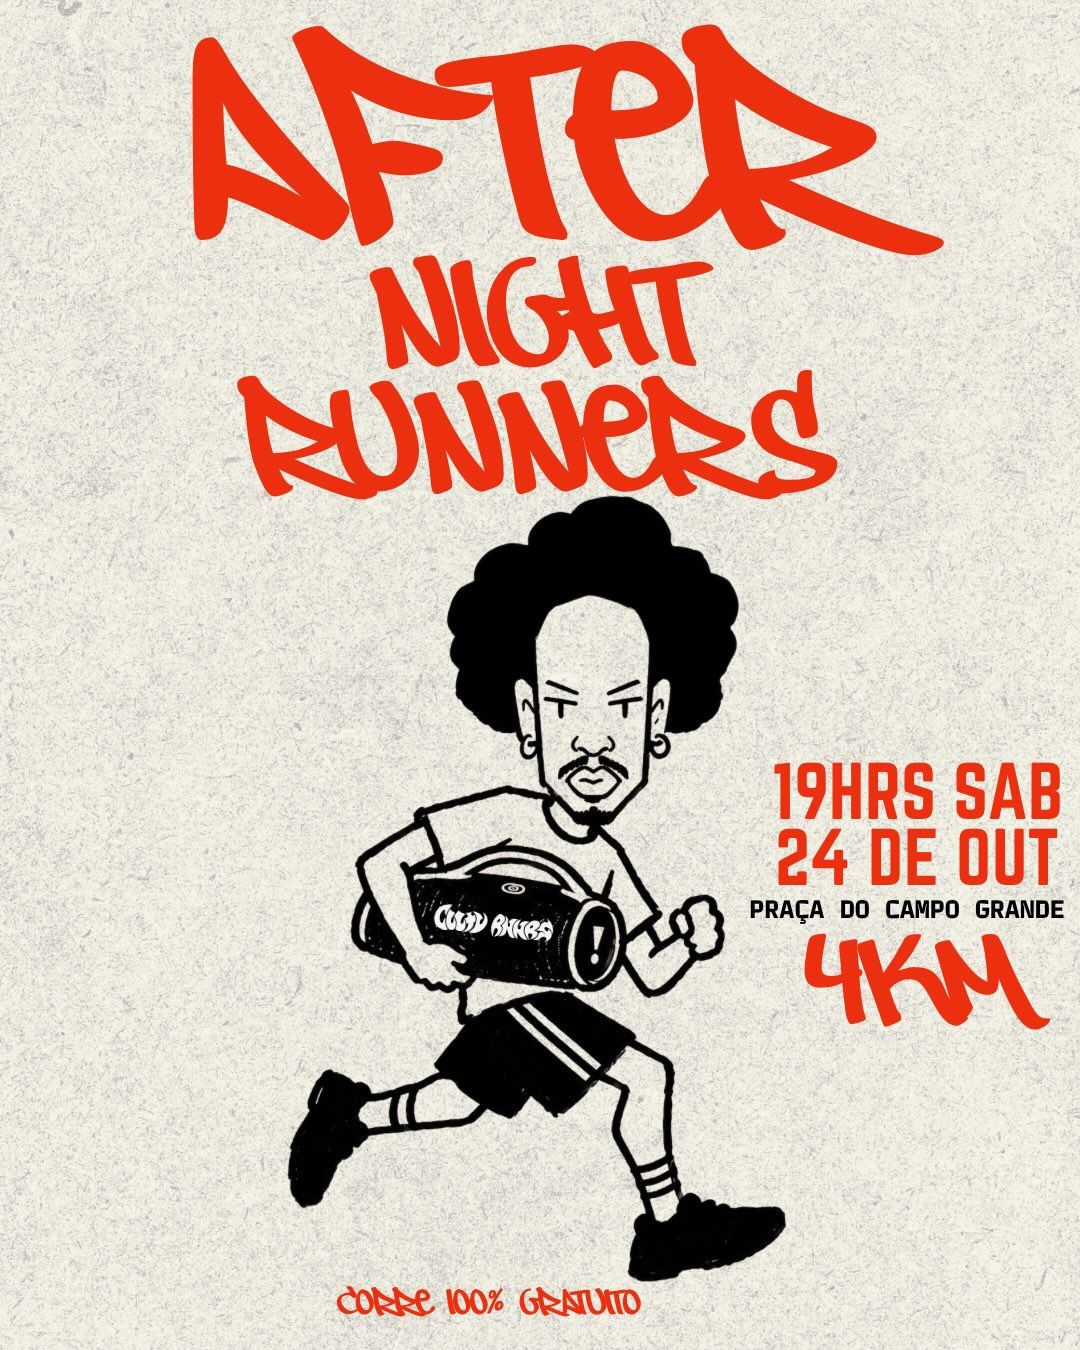 AFTER
NIGHT
RUNNERS
19HRS SAB
24 DE OUT
PRAÇA DO CAMPO GRANDE
4KM
CORRE 100% GRATUITO